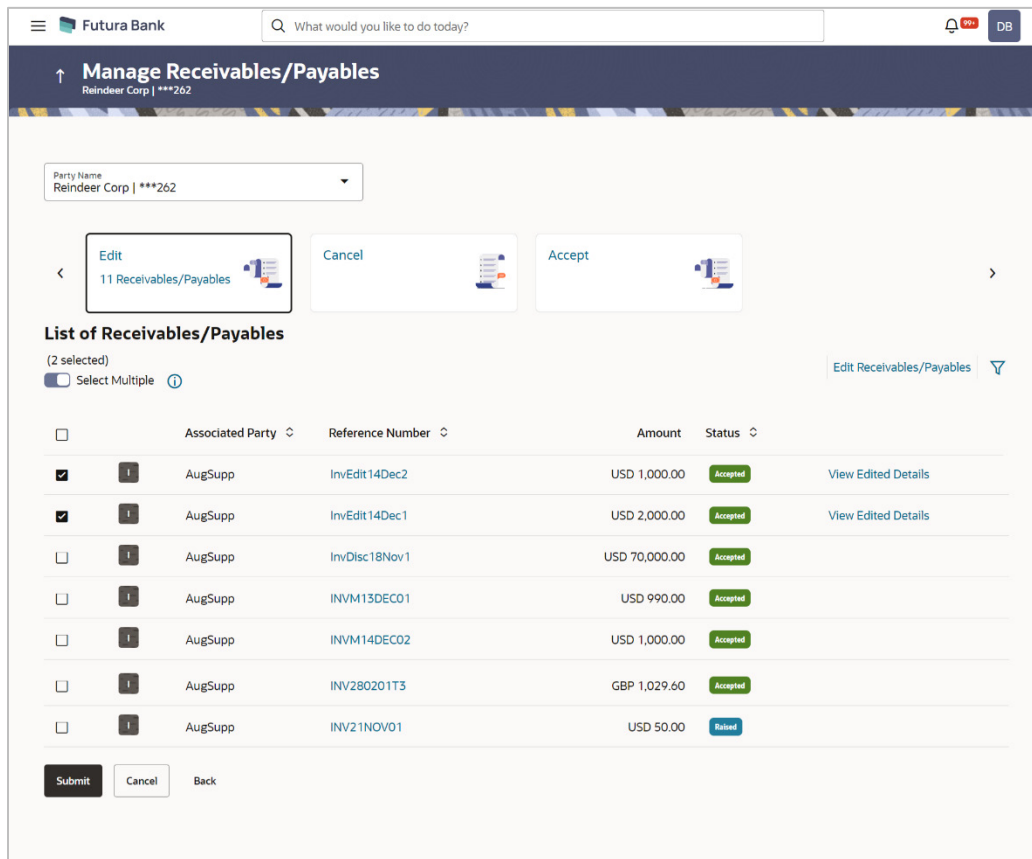 Futura Bank
What would you like to do today?
99+
DB
Manage Receivables/Payables
Reindeer Corp | ***262
Party Name
Reindeer Corp | ***262
Edit
11 Receivables/Payables
Cancel
Accept
List of Receivables/Payables
(2 selected)
Select Multiple
Edit Receivables/Payables
Associated Party Reference Number Amount Status
I AugSupp InvEdit14Dec2 USD 1,000.00 Accepted View Edited Details
I AugSupp InvEdit14Dec1 USD 2,000.00 Accepted View Edited Details
I AugSupp InvDisc18Nov1 USD 70,000.00 Accepted
I AugSupp INVM13DEC01 USD 990.00 Accepted
I AugSupp INVM14DEC02 USD 1,000.00 Accepted
I AugSupp INV280201T3 GBP 1,029.60 Accepted
I AugSupp INV21NOV01 USD 50.00 Raised
Submit Cancel Back